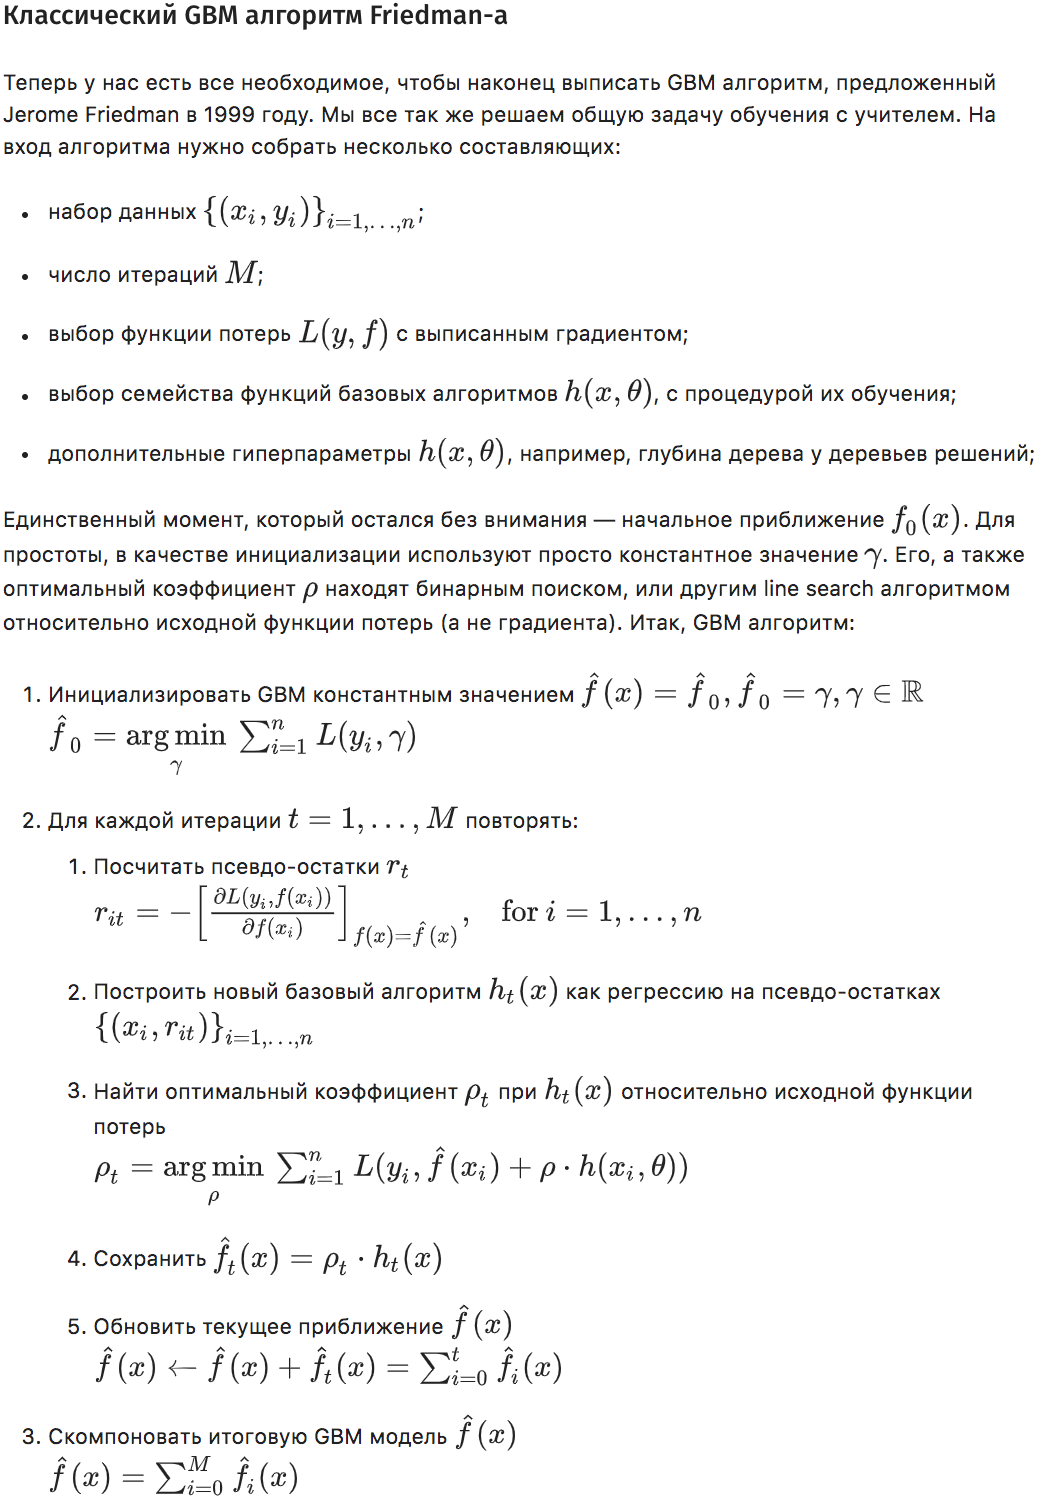 Классический GBM алгоритм Friedman-а
Теперь у нас есть все необходимое, чтобы наконец выписать GBM алгоритм, предложенный
Jerome Friedman в 1999 году. Мы все так же решаем общую задачу обучения с учителем. На
вход алгоритма нужно собрать несколько составляющих:
• набор данных $\{(x_i, y_i)\}_{i=1,\ldots,n}$;
• число итераций $M$;
• выбор функции потерь $L(y, f)$ с выписанным градиентом;
• выбор семейства функций базовых алгоритмов $h(x, \theta)$, с процедурой их обучения;
• дополнительные гиперпараметры $h(x, \theta)$, например, глубина дерева у деревьев решений;
Единственный момент, который остался без внимания — начальное приближение $f_0(x)$. Для
простоты, в качестве инициализации используют просто константное значение $\gamma$. Его, а также
оптимальный коэффициент $\rho$ находят бинарным поиском, или другим line search алгоритмом
относительно исходной функции потерь (а не градиента). Итак, GBM алгоритм:
1. Инициализировать GBM константным значением $\hat{f}(x) = \hat{f}_0, \hat{f}_0 = \gamma, \gamma \in \mathbb{R}$
$\hat{f}_0 = \underset{\gamma}{\arg\min} \sum_{i=1}^{n} L(y_i, \gamma)$
2. Для каждой итерации $t = 1, \ldots, M$ повторять:
1. Посчитать псевдо-остатки $r_t$
$r_{it} = -\left[\frac{\partial L(y_i, f(x_i))}{\partial f(x_i)}\right]_{f(x)=\hat{f}(x)}, \quad \text{for } i = 1, \ldots, n$
2. Построить новый базовый алгоритм $h_t(x)$ как регрессию на псевдо-остатках
$\{(x_i, r_{it})\}_{i=1,\ldots,n}$
3. Найти оптимальный коэффициент $\rho_t$ при $h_t(x)$ относительно исходной функции
потерь
$\rho_t = \underset{\rho}{\arg\min} \sum_{i=1}^{n} L(y_i, \hat{f}(x_i) + \rho \cdot h(x_i, \theta))$
4. Сохранить $\hat{f}_t(x) = \rho_t \cdot h_t(x)$
5. Обновить текущее приближение $\hat{f}(x)$
$\hat{f}(x) \leftarrow \hat{f}(x) + \hat{f}_t(x) = \sum_{i=0}^{t} \hat{f}_i(x)$
3. Скомпоновать итоговую GBM модель $\hat{f}(x)$
$\hat{f}(x) = \sum_{i=0}^{M} \hat{f}_i(x)$